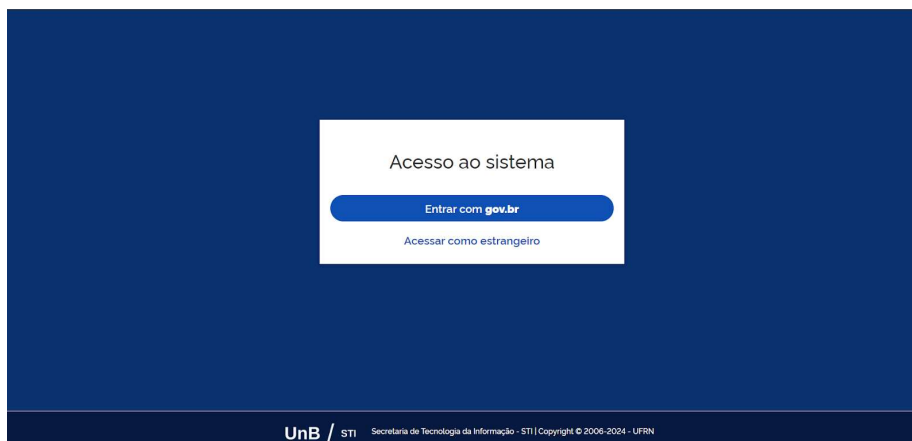 Acesso ao sistema
Entrar com gov.br
Acessar como estrangeiro
UnB / STI Secretaria de Tecnologia da Informação - STI | Copyright © 2006-2024 - UFRN